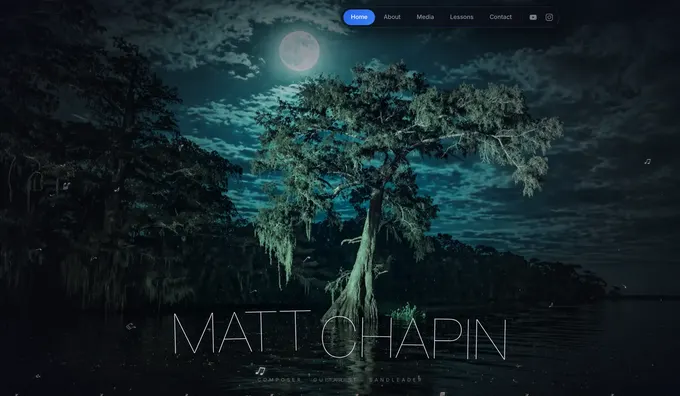 Home About Media Lessons Contact
MATT CHAPIN
COMPOSER GUITARIST BANDLEADER